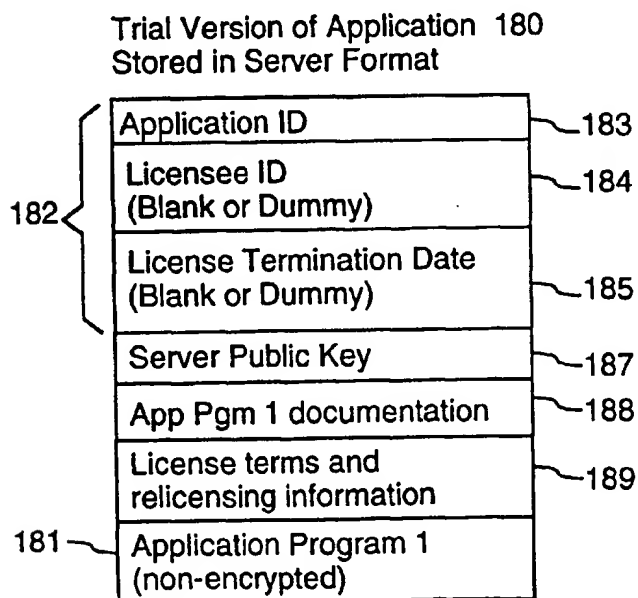 Trial Version of Application 180
Stored in Server Format
Application ID
183
Licensee ID
(Blank or Dummy)
184
182
License Termination Date
(Blank or Dummy)
185
Server Public Key
187
App Pgm 1 documentation
188
License terms and
relicensing information
189
181
Application Program 1
(non-encrypted)